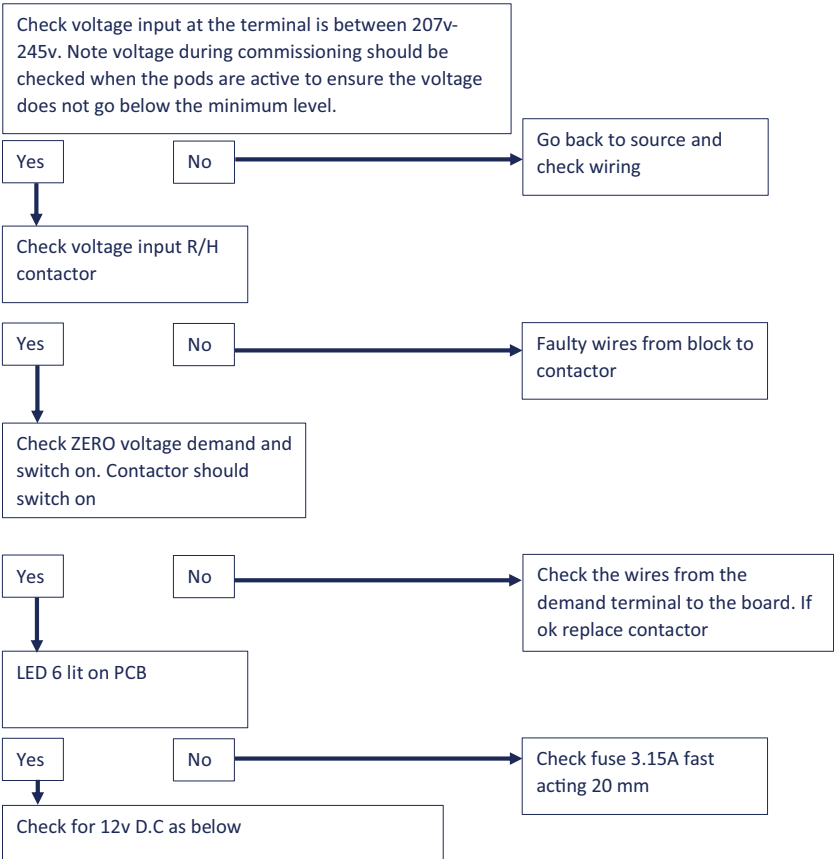 Check voltage input at the terminal is between 207v-
245v. Note voltage during commissioning should be
checked when the pods are active to ensure the voltage
does not go below the minimum level.
Yes
No
Go back to source and
check wiring
Check voltage input R/H
contactor
Yes
No
Faulty wires from block to
contactor
Check ZERO voltage demand and
switch on. Contactor should
switch on
Yes
No
Check the wires from the
demand terminal to the board. If
ok replace contactor
LED 6 lit on PCB
Yes
No
Check fuse 3.15A fast
acting 20 mm
Check for 12v D.C as below